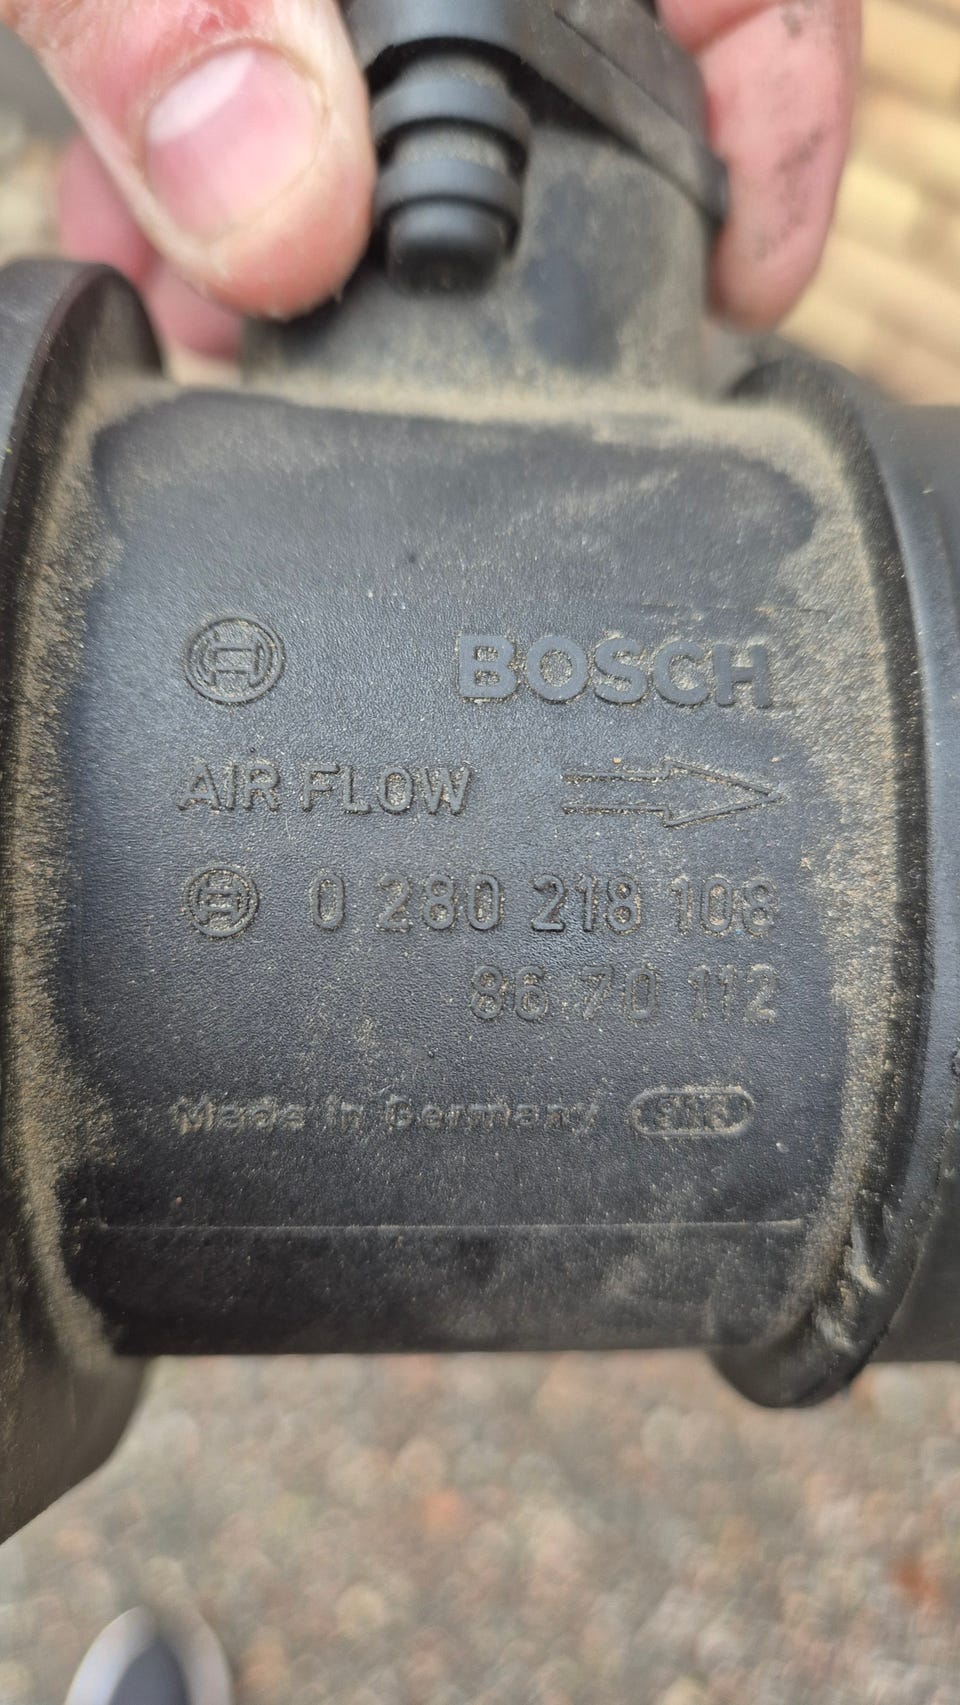 BOSCH
AIR FLOW
0 280 218 108
86 70 112
Made in Germany